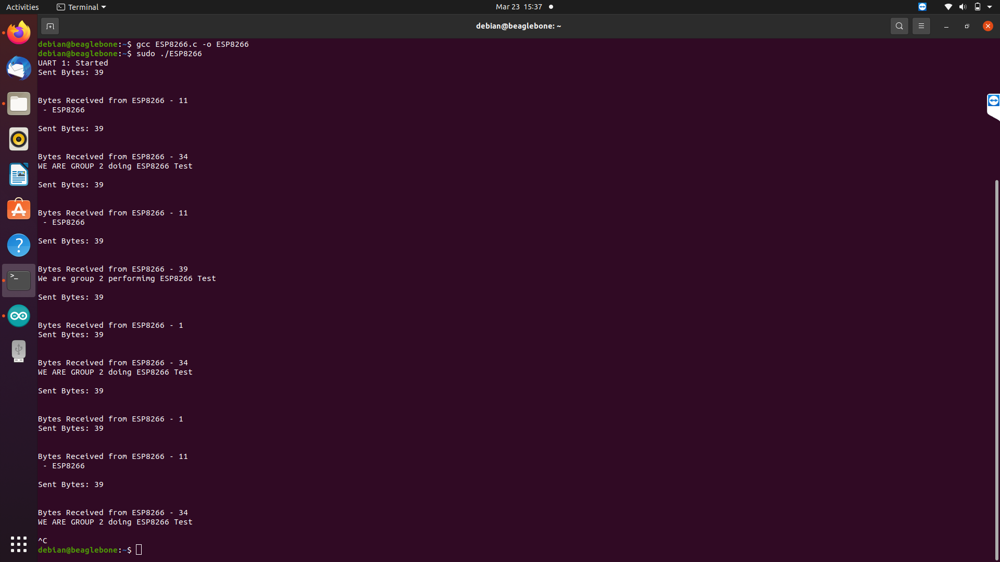 Activities
Terminal
Mar 23 15:37
debian@beaglebone: ~
debian@beaglebone:~$ gcc ESP8266.c -o ESP8266
debian@beaglebone:~$ sudo ./ESP8266
UART 1: Started
Sent Bytes: 39
Bytes Received from ESP8266 - 11
- ESP8266
Sent Bytes: 39
Bytes Received from ESP8266 - 34
WE ARE GROUP 2 doing ESP8266 Test
Sent Bytes: 39
Bytes Received from ESP8266 - 11
- ESP8266
Sent Bytes: 39
Bytes Received from ESP8266 - 39
We are group 2 performimg ESP8266 Test
Sent Bytes: 39
Bytes Received from ESP8266 - 1
Sent Bytes: 39
Bytes Received from ESP8266 - 34
WE ARE GROUP 2 doing ESP8266 Test
Sent Bytes: 39
Bytes Received from ESP8266 - 1
Sent Bytes: 39
Bytes Received from ESP8266 - 11
- ESP8266
Sent Bytes: 39
Bytes Received from ESP8266 - 34
WE ARE GROUP 2 doing ESP8266 Test
^C
debian@beaglebone:~$